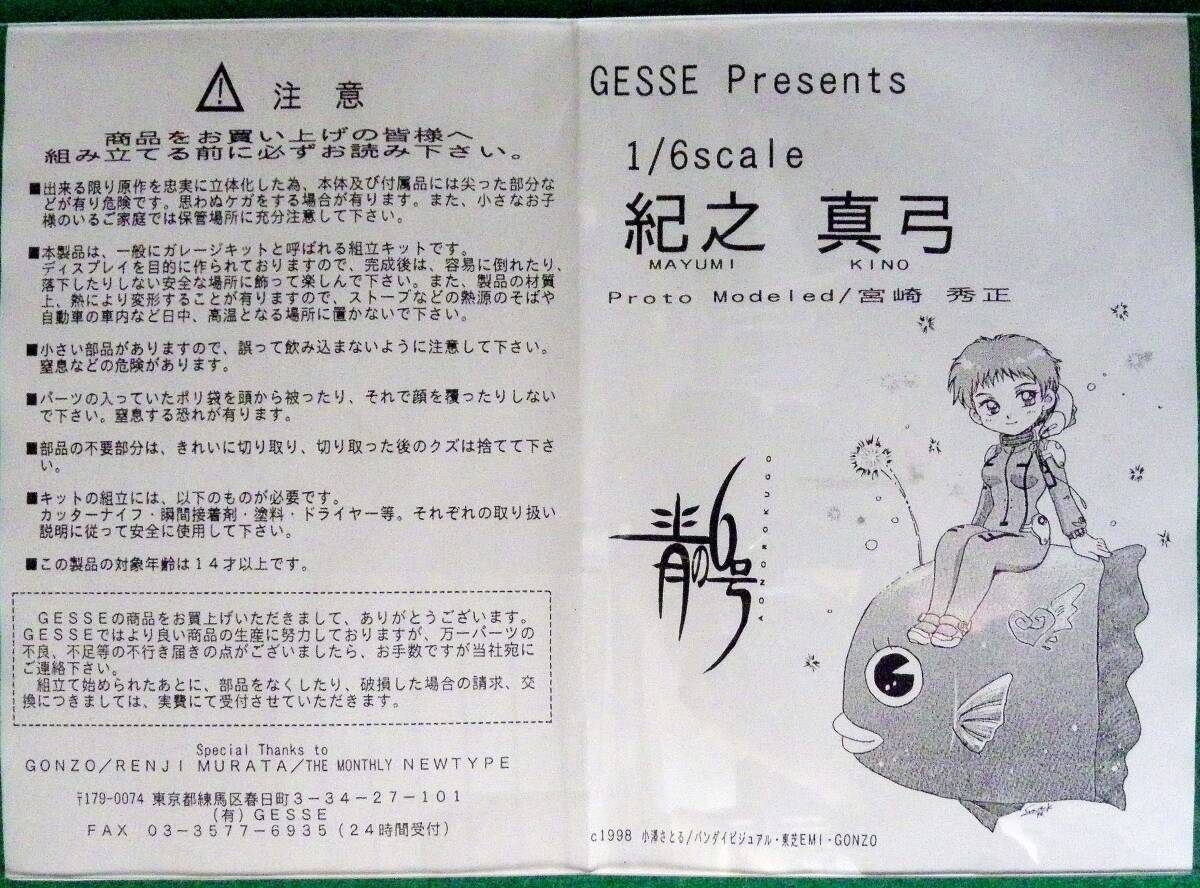 注 意
商品をお買い上げの皆様へ
組み立てる前に必ずお読み下さい。
■出来る限り原作を忠実に立体化した為、本体及び付属品には尖った部分な
どが有り危険です。思わぬケガをする場合が有ります。また、小さなお子
様のいるご家庭では保管場所に充分注意して下さい。
■本製品は、一般にガレージキットと呼ばれる組立キットです。
ディスプレイを目的に作られておりますので、完成後は、容易に倒れたり、
落下したりしない安全な場所に飾って楽しんで下さい。また、製品の材質
上、熱により変形することが有りますので、ストーブなどの熱源のそばや
自動車の車内など日中、高温となる場所に置かないで下さい。
■小さい部品がありますので、誤って飲み込まないように注意して下さい。
窒息などの危険があります。
■パーツの入っていたポリ袋を頭から被ったり、それで顔を覆ったりしない
で下さい。窒息する恐れが有ります。
■部品の不要部分は、きれいに切り取り、切り取った後のクズは捨てて下さ
い。
■キットの組立には、以下のものが必要です。
カッターナイフ・瞬間接着剤・塗料・ドライヤー等。それぞれの取り扱い
説明に従って安全に使用して下さい。
■この製品の対象年齢は１４才以上です。
ＧＥＳＳＥの商品をお買上げいただきまして、ありがとうございます。
ＧＥＳＳＥではより良い商品の生産に努力しておりますが、万一パーツの
不良、不足等の不行き届きの点がございましたら、お手数ですが当社宛に
ご連絡下さい。
組立て始められたあとに、部品をなくしたり、破損した場合の請求、交
換につきましては、実費にて受付させていただきます。
Special Thanks to
GONZO/RENJI MURATA/THE MONTHLY NEWTYPE
〒179-0074 東京都練馬区春日町３－３４－２７－１０１
（有）ＧＥＳＳＥ
ＦＡＸ ０３－３５７７－６９３５（２４時間受付）
GESSE Presents
1/6scale
紀之 真弓
MAYUMI KINO
Proto Modeled/宮崎 秀正
青の6号
AO NO ROKUGO
c1998 小澤さとる/バンダイビジュアル・東芝EMI・GONZO